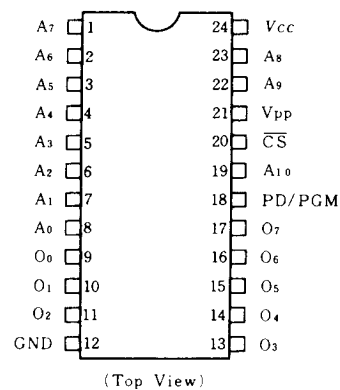 A7 1 24 Vcc
A6 2 23 A8
A5 3 22 A9
A4 4 21 Vpp
A3 5 20 C̅S̅
A2 6 19 A10
A1 7 18 PD/PGM
A0 8 17 O7
O0 9 16 O6
O1 10 15 O5
O2 11 14 O4
GND 12 13 O3
(Top View)